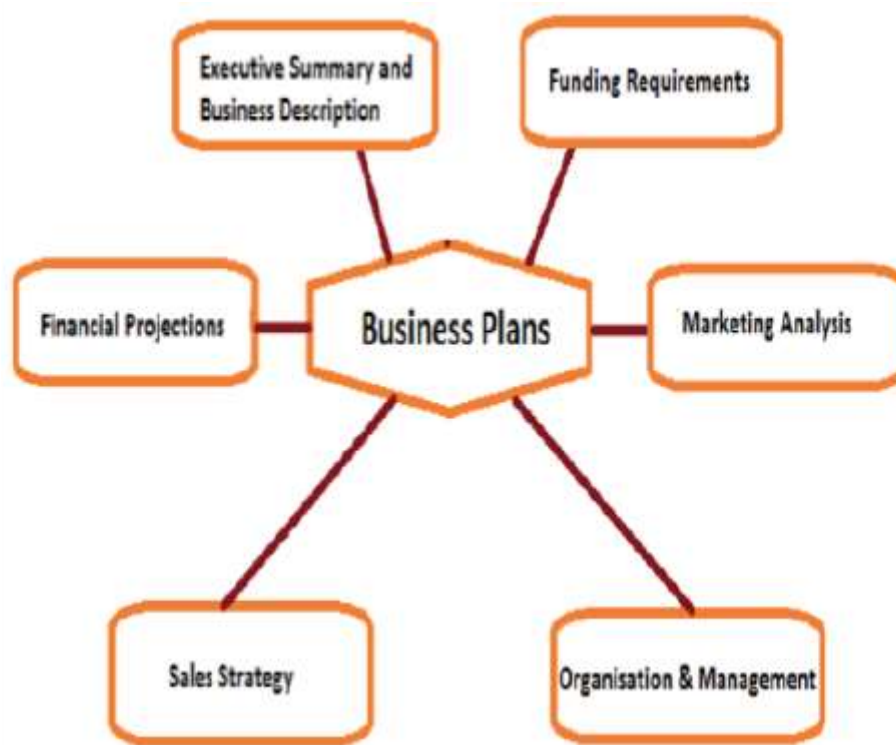 Executive Summary and
Business Description
Funding Requirements
Financial Projections
Business Plans
Marketing Analysis
Sales Strategy
Organisation & Management